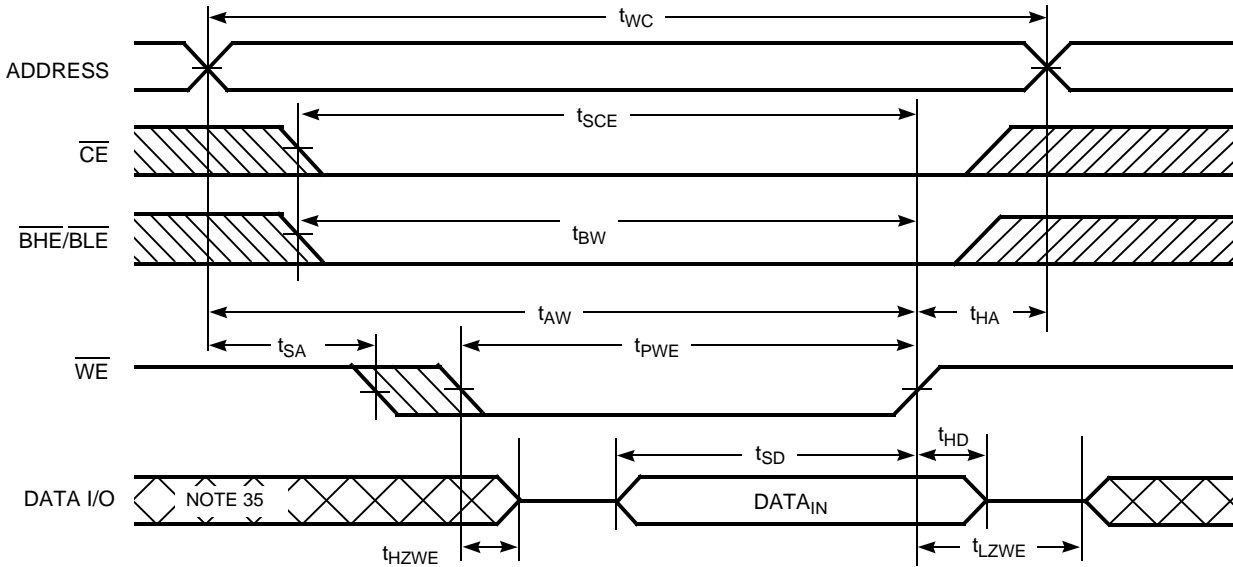 tWC
ADDRESS
tSCE
CE
tBW
BHE/BLE
tAW
tHA
tSA
tPWE
WE
tSD
tHD
DATA I/O
NOTE 35
DATAIN
tHZWE
tLZWE